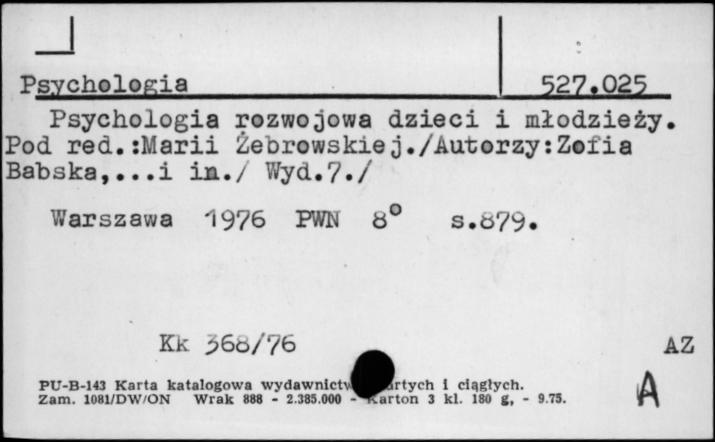 Psychologia 527.025
Psychologia rozwojowa dzieci i młodzieży.
Pod red.:Marii Żebrowskiej./Autorzy:Zofia
Babska,...i in./ Wyd.7./
Warszawa 1976 PWN 8° s.879.
Kk 368/76 AZ
PU-B-143 Karta katalogowa i ciągłych.
Zam. 1081/DW/ON Wrak 888 - 2.385.000 - Karton 3 kl. 180 g, - 9.75.
A